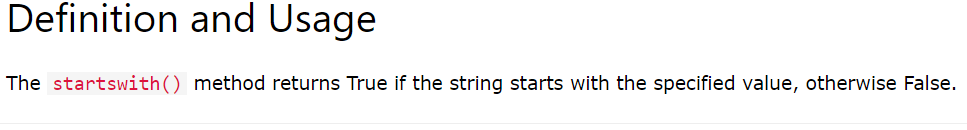 Definition and Usage
The startswith() method returns True if the string starts with the specified value, otherwise False.